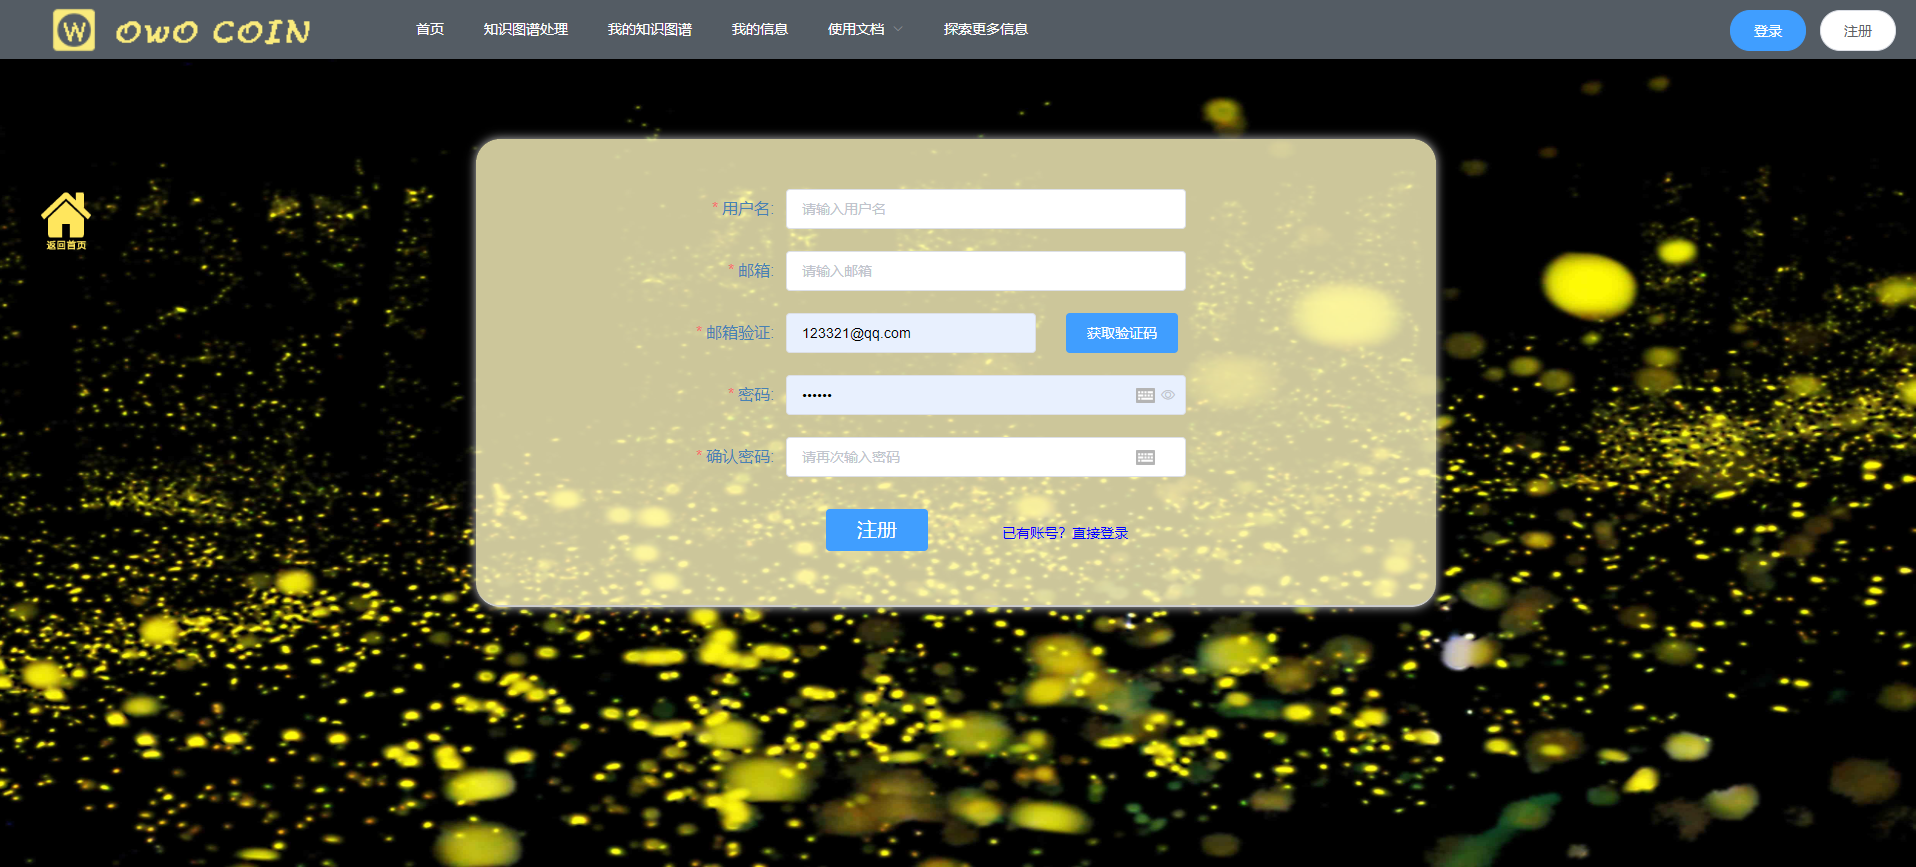 W OWO COIN 首页 知识图谱处理 我的知识图谱 我的信息 使用文档 探索更多信息 登录 注册
返回首页
* 用户名: 请输入用户名
* 邮箱: 请输入邮箱
* 邮箱验证: 123321@qq.com 获取验证码
* 密码: ••••••
* 确认密码: 请再次输入密码
注册 已有账号？直接登录